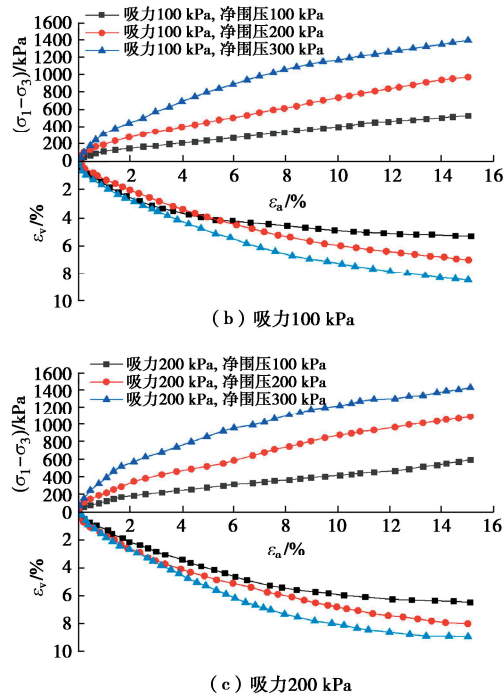 吸力100 kPa, 净围压100 kPa
吸力100 kPa, 净围压200 kPa
吸力100 kPa, 净围压300 kPa
1600
1400
1200
1000
800
600
400
200
0
(σ₁-σ₃)/kPa
2 4 6 8 10 12 14 16
εₐ/%
2
4
6
8
10
εᵥ/%
（b）吸力100 kPa
吸力200 kPa, 净围压100 kPa
吸力200 kPa, 净围压200 kPa
吸力200 kPa, 净围压300 kPa
1600
1400
1200
1000
800
600
400
200
0
(σ₁-σ₃)/kPa
2 4 6 8 10 12 14 16
εₐ/%
2
4
6
8
10
εᵥ/%
（c）吸力200 kPa